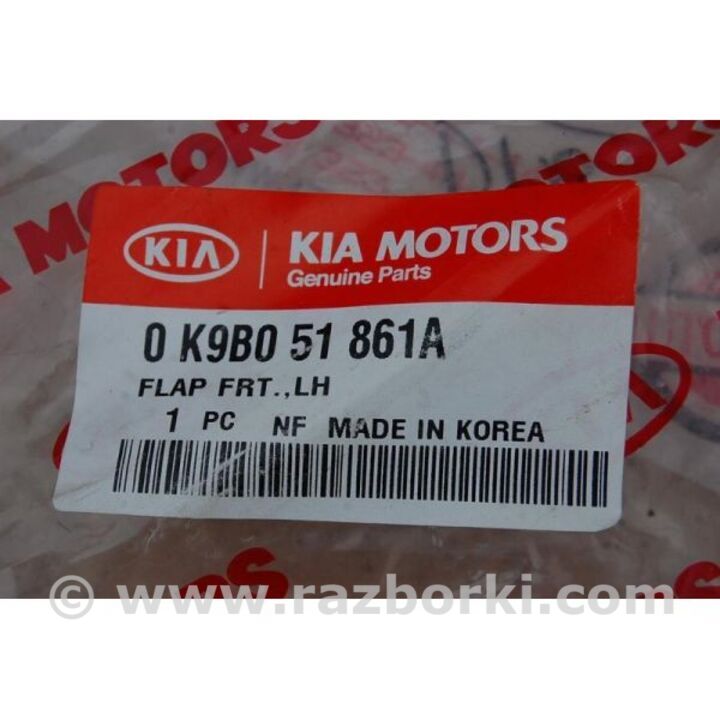 MOTORS
KIA | KIA MOTORS
Genuine Parts
0 K9B0 51 861A
FLAP FRT.,LH
1 PC NF MADE IN KOREA
© www.razborki.com